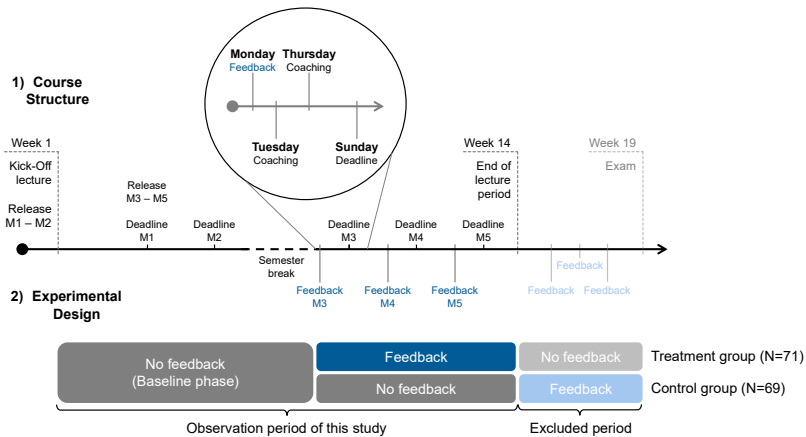 1) Course
Structure
Monday
Feedback
Thursday
Coaching
Tuesday
Coaching
Sunday
Deadline
Week 1
Kick-Off
lecture
Release
M1 – M2
Release
M3 – M5
Deadline
M1
Deadline
M2
Semester
break
Deadline
M3
Deadline
M4
Deadline
M5
Week 14
End of
lecture
period
Week 19
Exam
Feedback
M3
Feedback
M4
Feedback
M5
Feedback
Feedback
Feedback
2) Experimental
Design
No feedback
(Baseline phase)
Feedback
No feedback
No feedback
Feedback
Treatment group (N=71)
Control group (N=69)
Observation period of this study
Excluded period